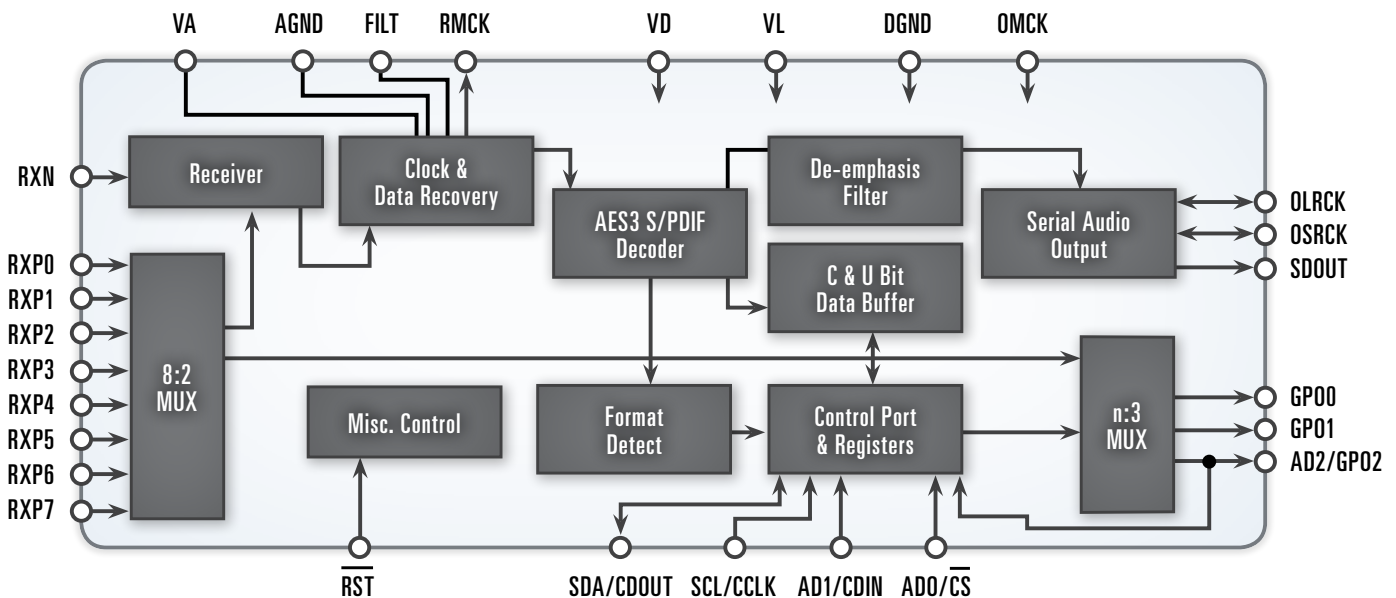 VA AGND FILT RMCK VD VL DGND OMCK
RXN
RXP0
RXP1
RXP2
RXP3
RXP4
RXP5
RXP6
RXP7
Receiver
Clock &
Data Recovery
AES3 S/PDIF
Decoder
De-emphasis
Filter
Serial Audio
Output
C & U Bit
Data Buffer
8:2
MUX
Misc. Control
Format
Detect
Control Port
& Registers
n:3
MUX
OLRCK
OSRCK
SDOUT
GPO0
GPO1
AD2/GPO2
RST SDA/CDOUT SCL/CCLK AD1/CDIN AD0/CS